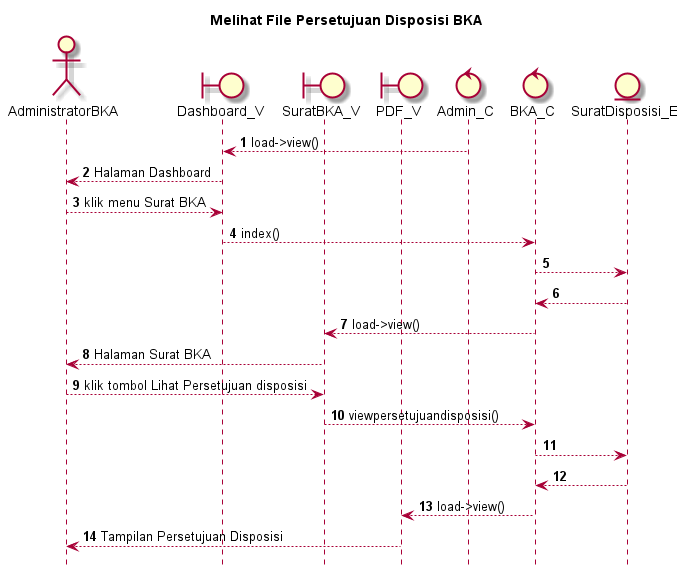 Melihat File Persetujuan Disposisi BKA
AdministratorBKA Dashboard_V SuratBKA_V PDF_V Admin_C BKA_C SuratDisposisi_E
1 load->view()
2 Halaman Dashboard
3 klik menu Surat BKA
4 index()
5
6
7 load->view()
8 Halaman Surat BKA
9 klik tombol Lihat Persetujuan disposisi
10 viewpersetujuandisposisi()
11
12
13 load->view()
14 Tampilan Persetujuan Disposisi